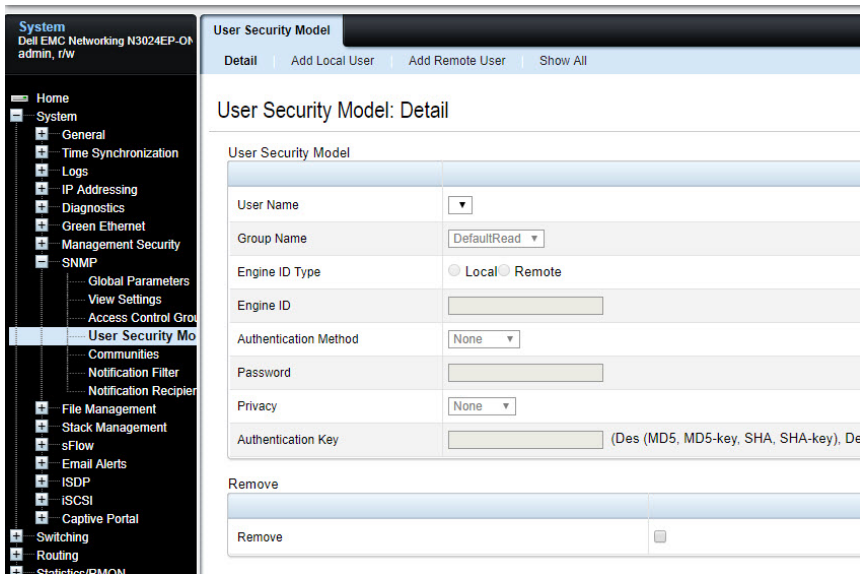 System
Dell EMC Networking N3024EP-ON
admin, r/w
Home
System
General
Time Synchronization
Logs
IP Addressing
Diagnostics
Green Ethernet
Management Security
SNMP
Global Parameters
View Settings
Access Control Grou
User Security Mo
Communities
Notification Filter
Notification Recipien
File Management
Stack Management
sFlow
Email Alerts
ISDP
iSCSI
Captive Portal
Switching
Routing
Statistics/RMON
User Security Model
Detail Add Local User Add Remote User Show All
User Security Model: Detail
User Security Model
User Name
Group Name DefaultRead
Engine ID Type Local Remote
Engine ID
Authentication Method None
Password
Privacy None
Authentication Key (Des (MD5, MD5-key, SHA, SHA-key), De
Remove
Remove